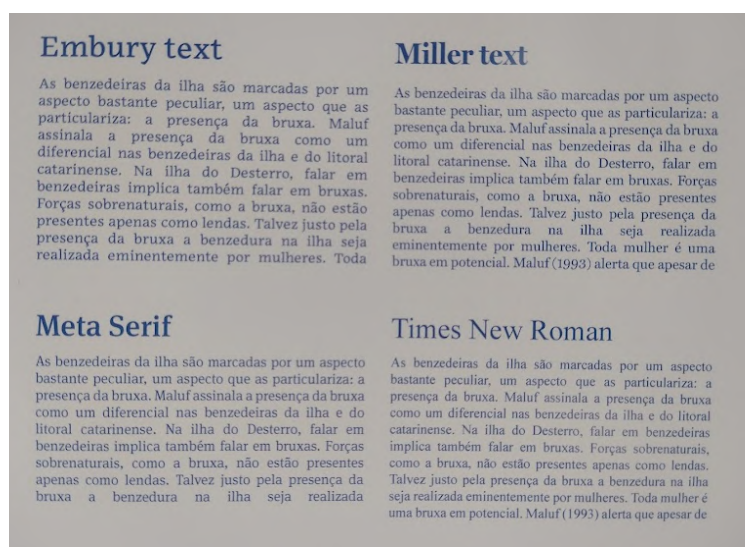 Embury text
As benzedeiras da ilha são marcadas por um
aspecto bastante peculiar, um aspecto que as
particulariza: a presença da bruxa. Maluf
assinala a presença da bruxa como um
diferencial nas benzedeiras da ilha e do litoral
catarinense. Na ilha do Desterro, falar em
benzedeiras implica também falar em bruxas.
Forças sobrenaturais, como a bruxa, não estão
presentes apenas como lendas. Talvez justo pela
presença da bruxa a benzedura na ilha seja
realizada eminentemente por mulheres. Toda
Miller text
As benzedeiras da ilha são marcadas por um aspecto
bastante peculiar, um aspecto que as particulariza: a
presença da bruxa. Maluf assinala a presença da bruxa
como um diferencial nas benzedeiras da ilha e do
litoral catarinense. Na ilha do Desterro, falar em
benzedeiras implica também falar em bruxas. Forças
sobrenaturais, como a bruxa, não estão presentes
apenas como lendas. Talvez justo pela presença da
bruxa a benzedura na ilha seja realizada
eminentemente por mulheres. Toda mulher é uma
bruxa em potencial. Maluf (1993) alerta que apesar de
Meta Serif
As benzedeiras da ilha são marcadas por um aspecto
bastante peculiar, um aspecto que as particulariza: a
presença da bruxa. Maluf assinala a presença da bruxa
como um diferencial nas benzedeiras da ilha e do
litoral catarinense. Na ilha do Desterro, falar em
benzedeiras implica também falar em bruxas. Forças
sobrenaturais, como a bruxa, não estão presentes
apenas como lendas. Talvez justo pela presença da
bruxa a benzedura na ilha seja realizada
Times New Roman
As benzedeiras da ilha são marcadas por um aspecto
bastante peculiar, um aspecto que as particulariza: a
presença da bruxa. Maluf assinala a presença da bruxa
como um diferencial nas benzedeiras da ilha e do litoral
catarinense. Na ilha do Desterro, falar em benzedeiras
implica também falar em bruxas. Forças sobrenaturais,
como a bruxa, não estão presentes apenas como lendas.
Talvez justo pela presença da bruxa a benzedura na ilha
seja realizada eminentemente por mulheres. Toda mulher é
uma bruxa em potencial. Maluf (1993) alerta que apesar de